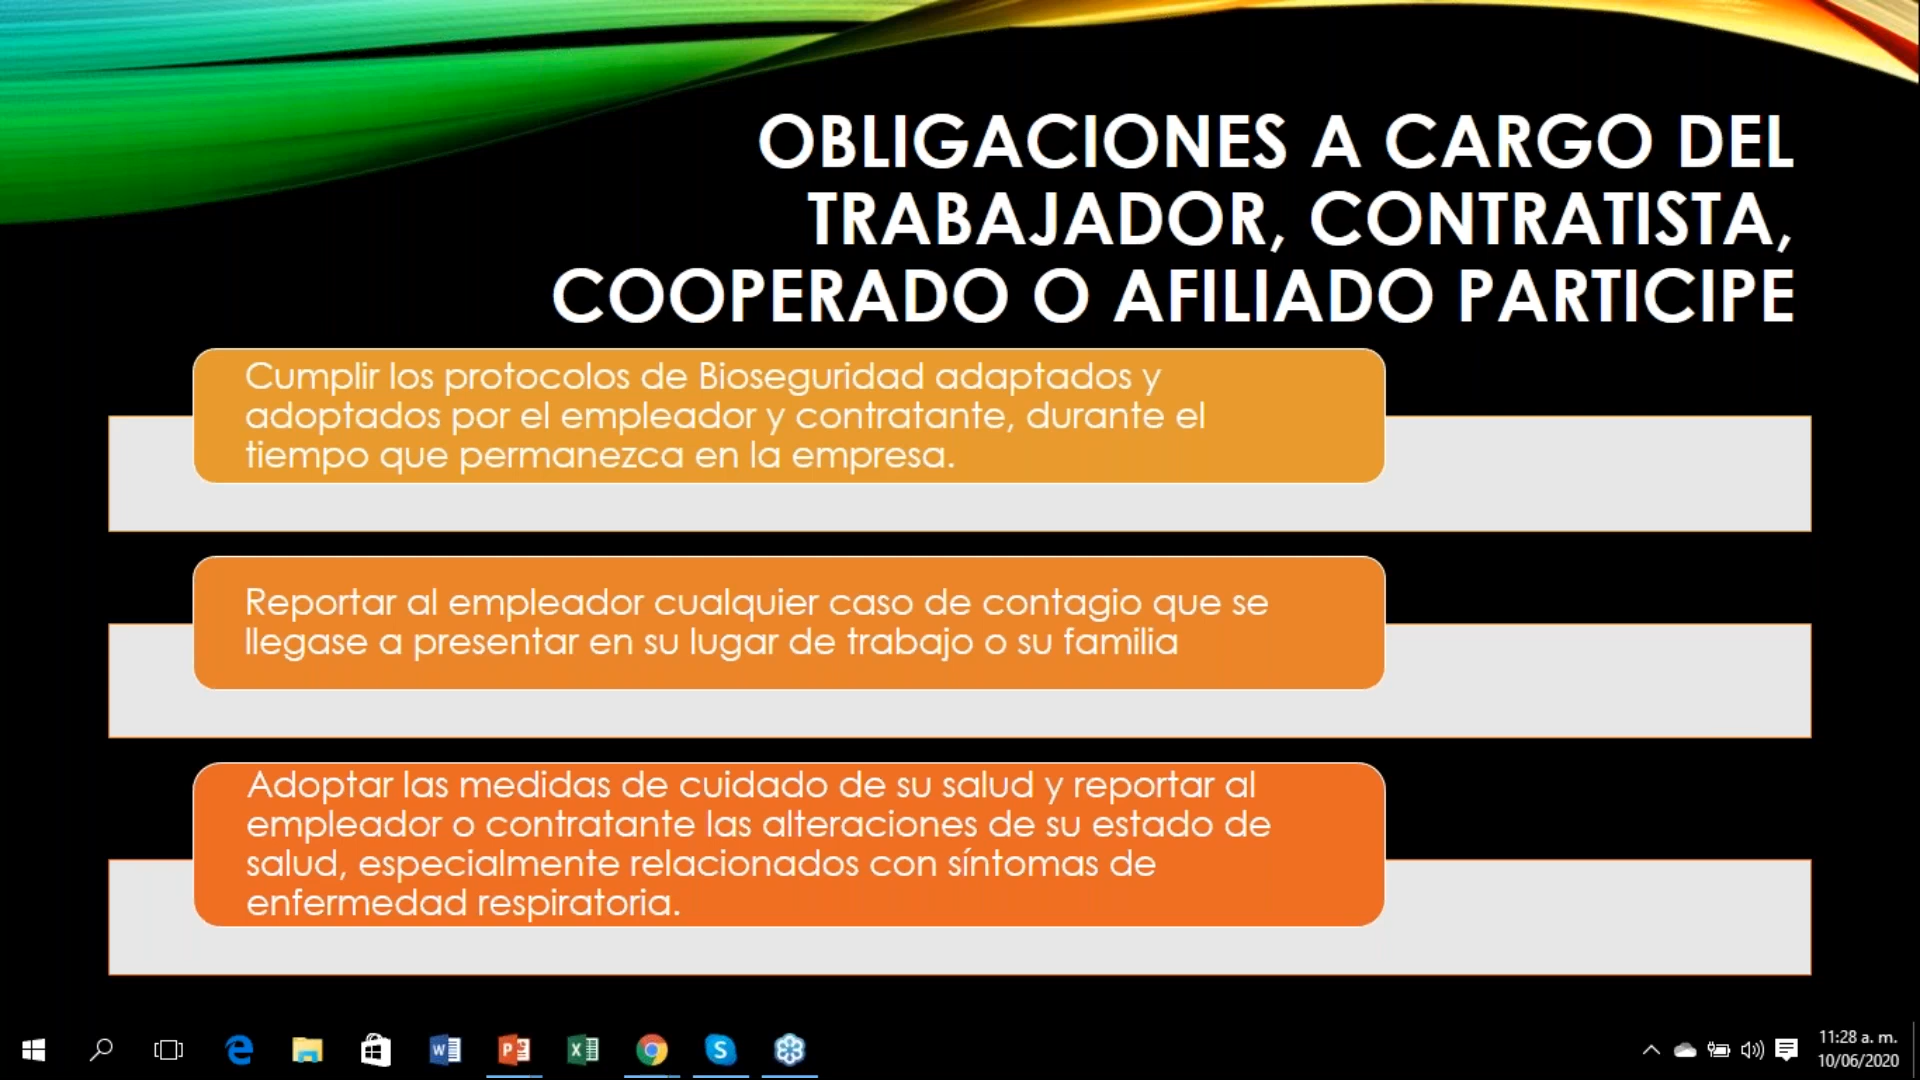 OBLIGACIONES A CARGO DEL
TRABAJADOR, CONTRATISTA,
COOPERADO O AFILIADO PARTICIPE
Cumplir los protocolos de Bioseguridad adaptados y
adoptados por el empleador y contratante, durante el
tiempo que permanezca en la empresa.
Reportar al empleador cualquier caso de contagio que se
llegase a presentar en su lugar de trabajo o su familia
Adoptar las medidas de cuidado de su salud y reportar al
empleador o contratante las alteraciones de su estado de
salud, especialmente relacionados con síntomas de
enfermedad respiratoria.
11:28 a. m.
10/06/2020